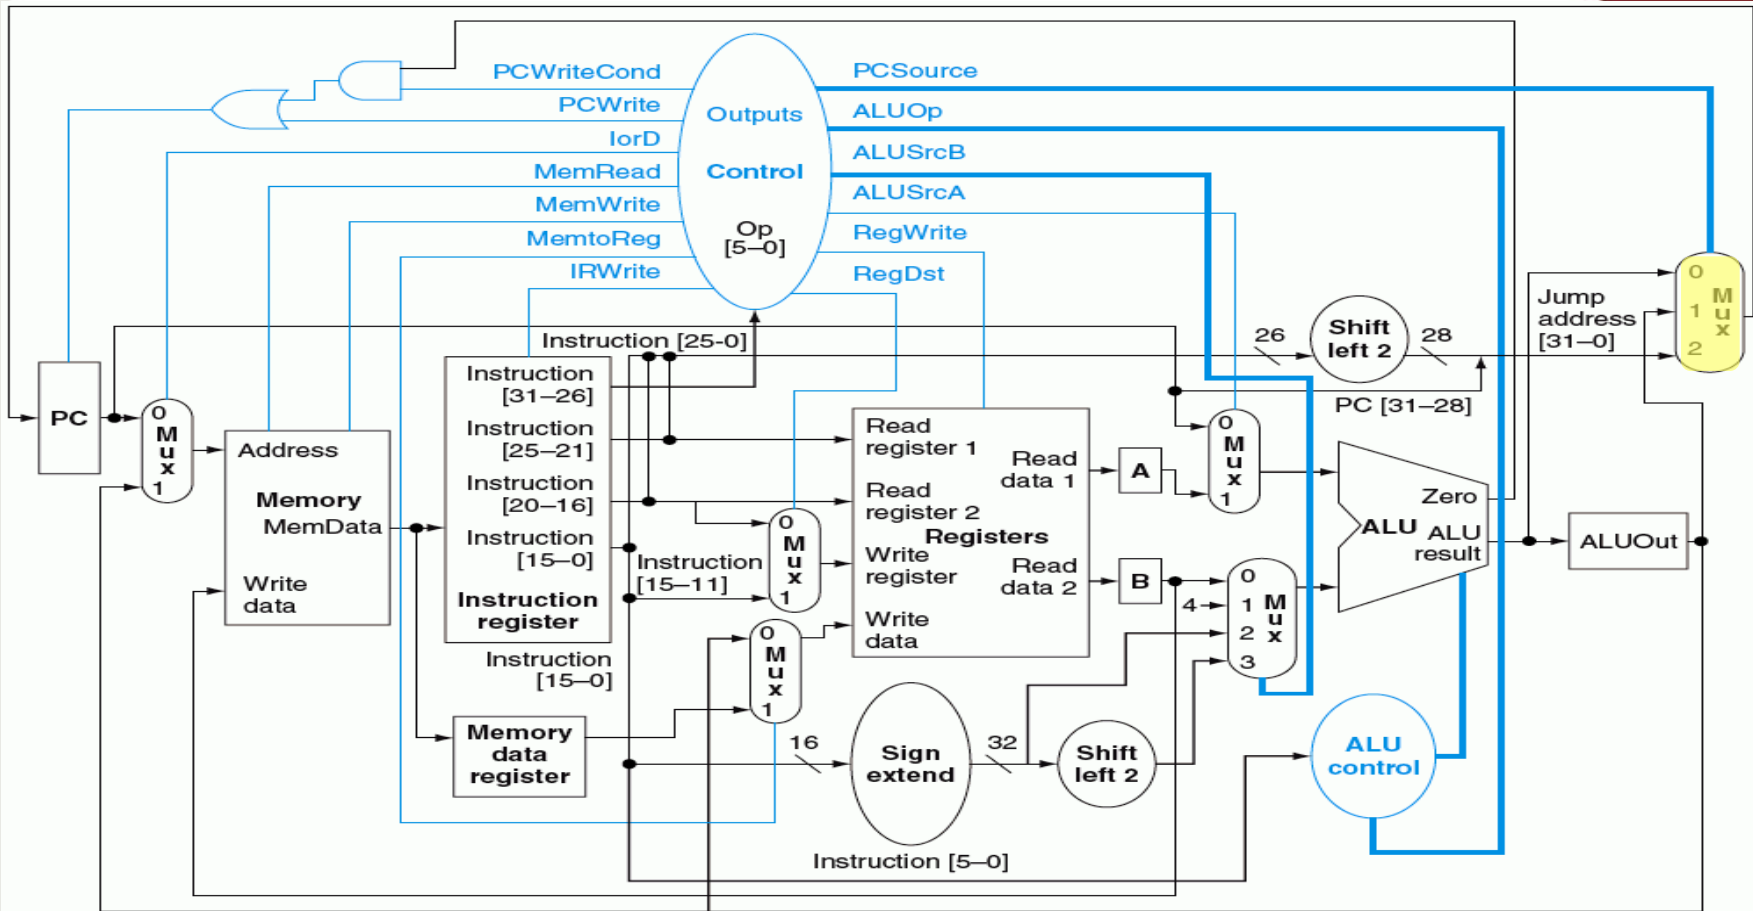 PCWriteCond
PCWrite
IorD
MemRead
MemWrite
MemtoReg
IRWrite
Outputs
Control
Op
[5–0]
PCSource
ALUOp
ALUSrcB
ALUSrcA
RegWrite
RegDst
PC
0
M
u
x
1
Address
Memory
MemData
Write
data
Instruction [25-0]
Instruction
[31–26]
Instruction
[25–21]
Instruction
[20–16]
Instruction
[15–0]
Instruction
register
Instruction
[15–0]
Memory
data
register
Instruction
[15–11]
0
M
u
x
1
0
M
u
x
1
Read
register 1
Read
register 2
Registers
Write
register
Write
data
Read
data 1
Read
data 2
A
B
4
0
M
u
x
1
0
1
2
3
M
u
x
16
Sign
extend
32
Shift
left 2
Instruction [5–0]
26
Shift
left 2
28
Jump
address
[31–0]
PC [31–28]
0
1
2
M
u
x
Zero
ALU
ALU
result
ALUOut
ALU
control